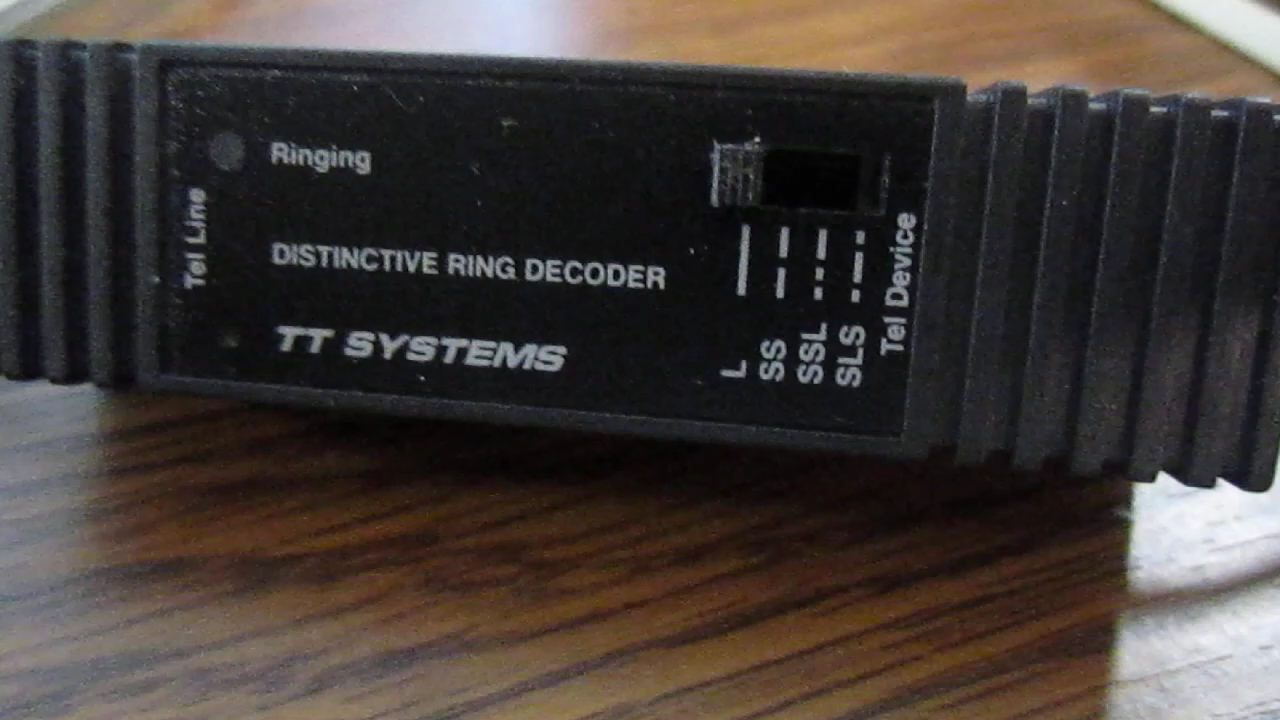 Ringing
Tel Line
DISTINCTIVE RING DECODER
TT SYSTEMS
L
SS
SSL
SLS
Tel Device